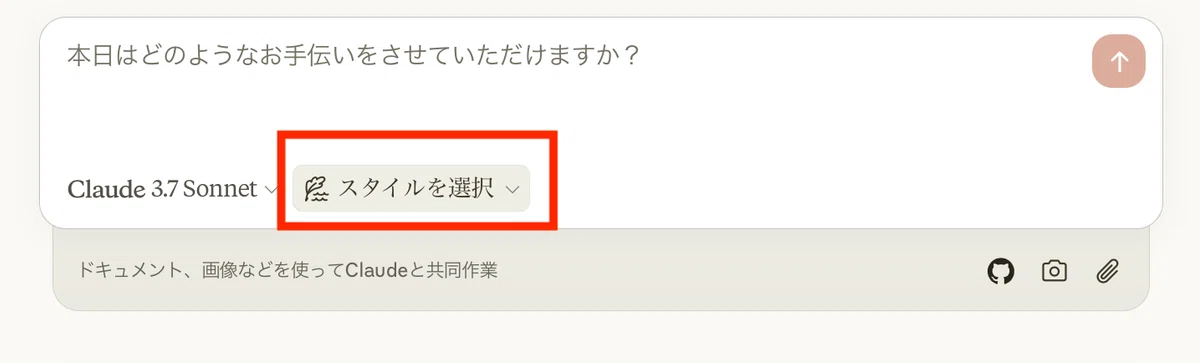 本日はどのようなお手伝いをさせていただけますか？
Claude 3.7 Sonnet スタイルを選択
ドキュメント、画像などを使ってClaudeと共同作業